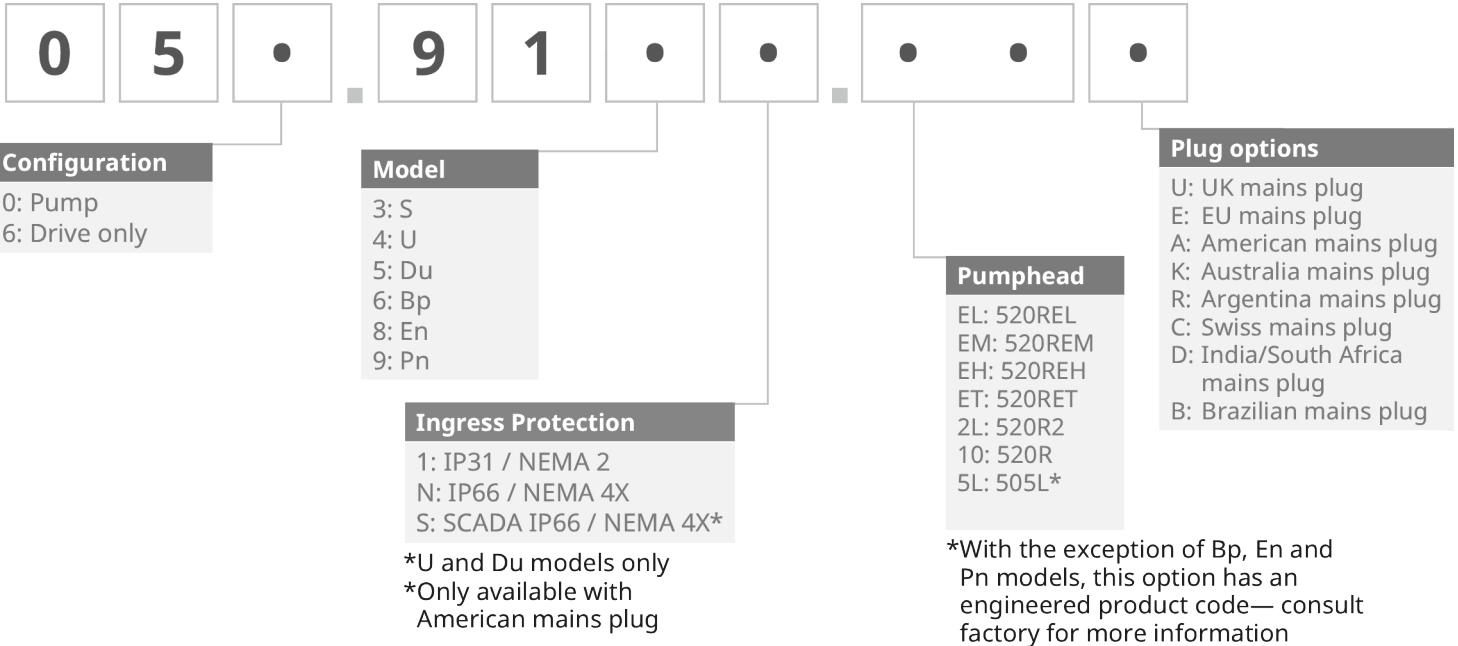 0 5 • . 9 1 • • . • • •
Configuration
0: Pump
6: Drive only
Model
3: S
4: U
5: Du
6: Bp
8: En
9: Pn
Ingress Protection
1: IP31 / NEMA 2
N: IP66 / NEMA 4X
S: SCADA IP66 / NEMA 4X*
*U and Du models only
*Only available with
American mains plug
Pumphead
EL: 520REL
EM: 520REM
EH: 520REH
ET: 520RET
2L: 520R2
10: 520R
5L: 505L*
*With the exception of Bp, En and
Pn models, this option has an
engineered product code— consult
factory for more information
Plug options
U: UK mains plug
E: EU mains plug
A: American mains plug
K: Australia mains plug
R: Argentina mains plug
C: Swiss mains plug
D: India/South Africa
mains plug
B: Brazilian mains plug